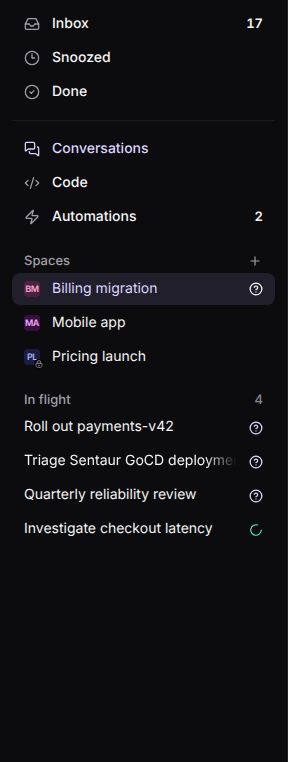 Inbox 17
Snoozed
Done
Conversations
Code
Automations 2
Spaces +
BM Billing migration
MA Mobile app
PL Pricing launch
In flight 4
Roll out payments-v42
Triage Sentaur GoCD deployme
Quarterly reliability review
Investigate checkout latency